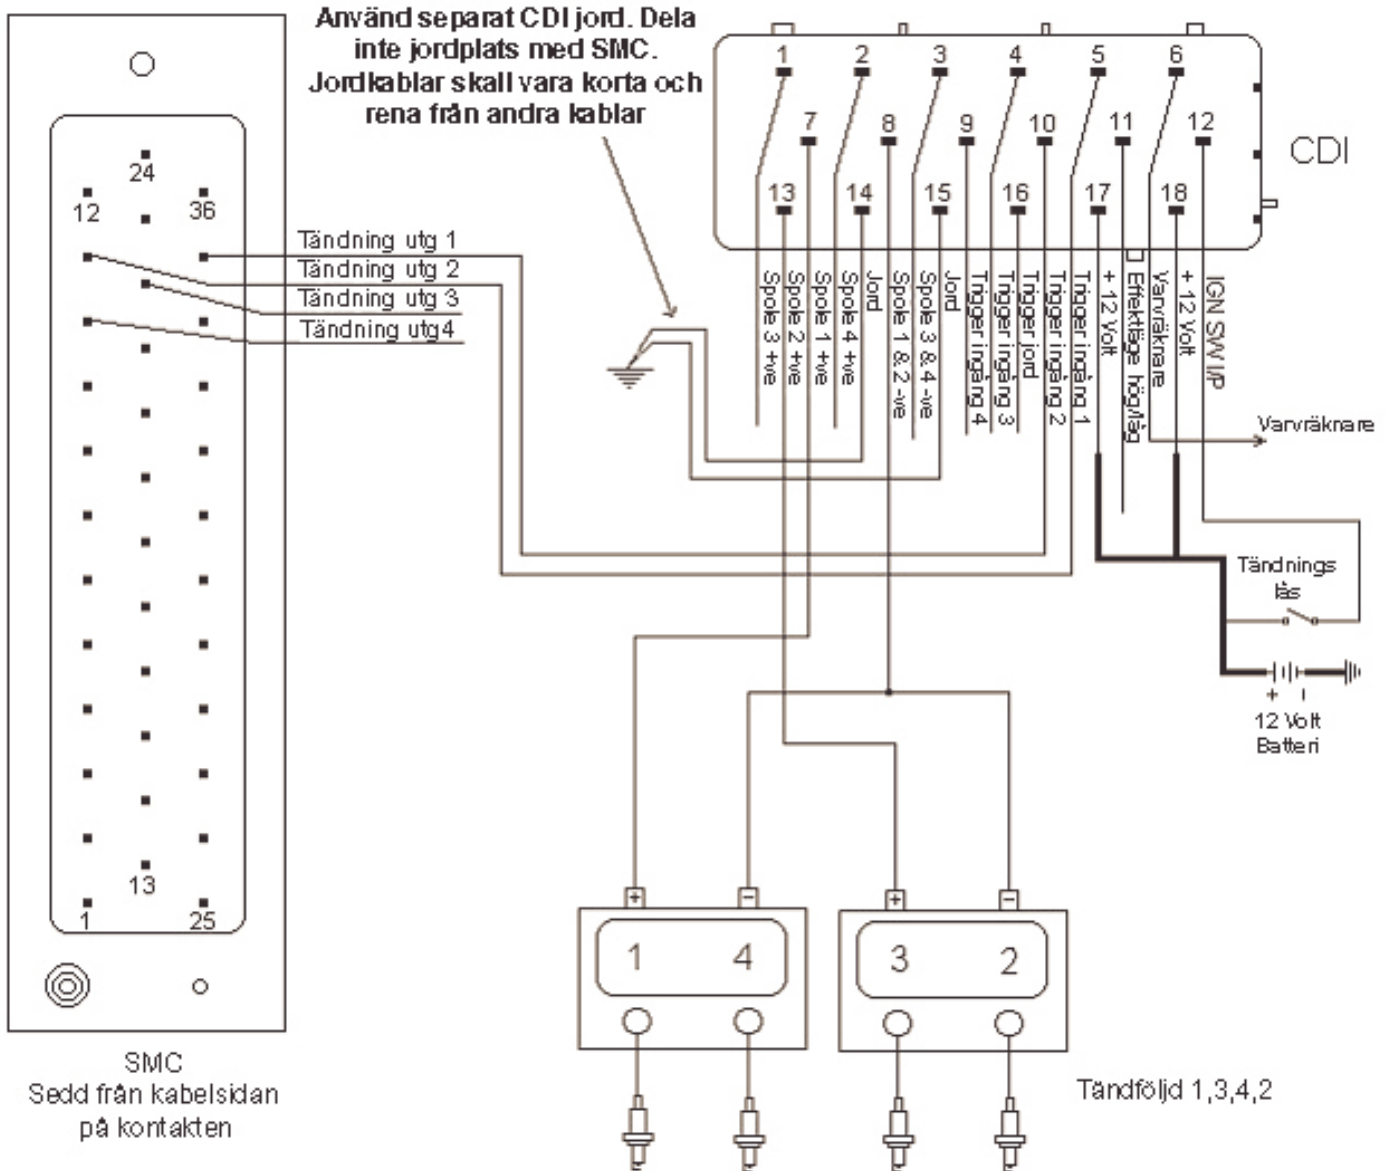 Använd separat CDI jord. Dela
inte jordplats med SMC.
Jordkablar skall vara korta och
rena från andra kablar
24
12
36
13
1
25
Tändning utg 1
Tändning utg 2
Tändning utg 3
Tändning utg4
SMC
Sedd från kabelsidan
på kontakten
1 2 3 4 5 6
7 8 9 10 11 12
13 14 15 16 17 18
CDI
Spole 3 +ve
Spole 2 +ve
Spole 1 +ve
Spole 4 +ve
Jord
Spole 1 & 2 -ve
Spole 3 & 4 -ve
Jord
Trigger ingång 4
Trigger ingång 3
Trigger jord
Trigger ingång 2
Trigger ingång 1
+ 12 Volt
Effektläge hög/låg
Varvräknare
+ 12 Volt
IGN SW I/P
Varvräknare
Tändnings
lås
+ -
12 Volt
Batteri
+ - + -
1 4
3 2
Tändföljd 1,3,4,2